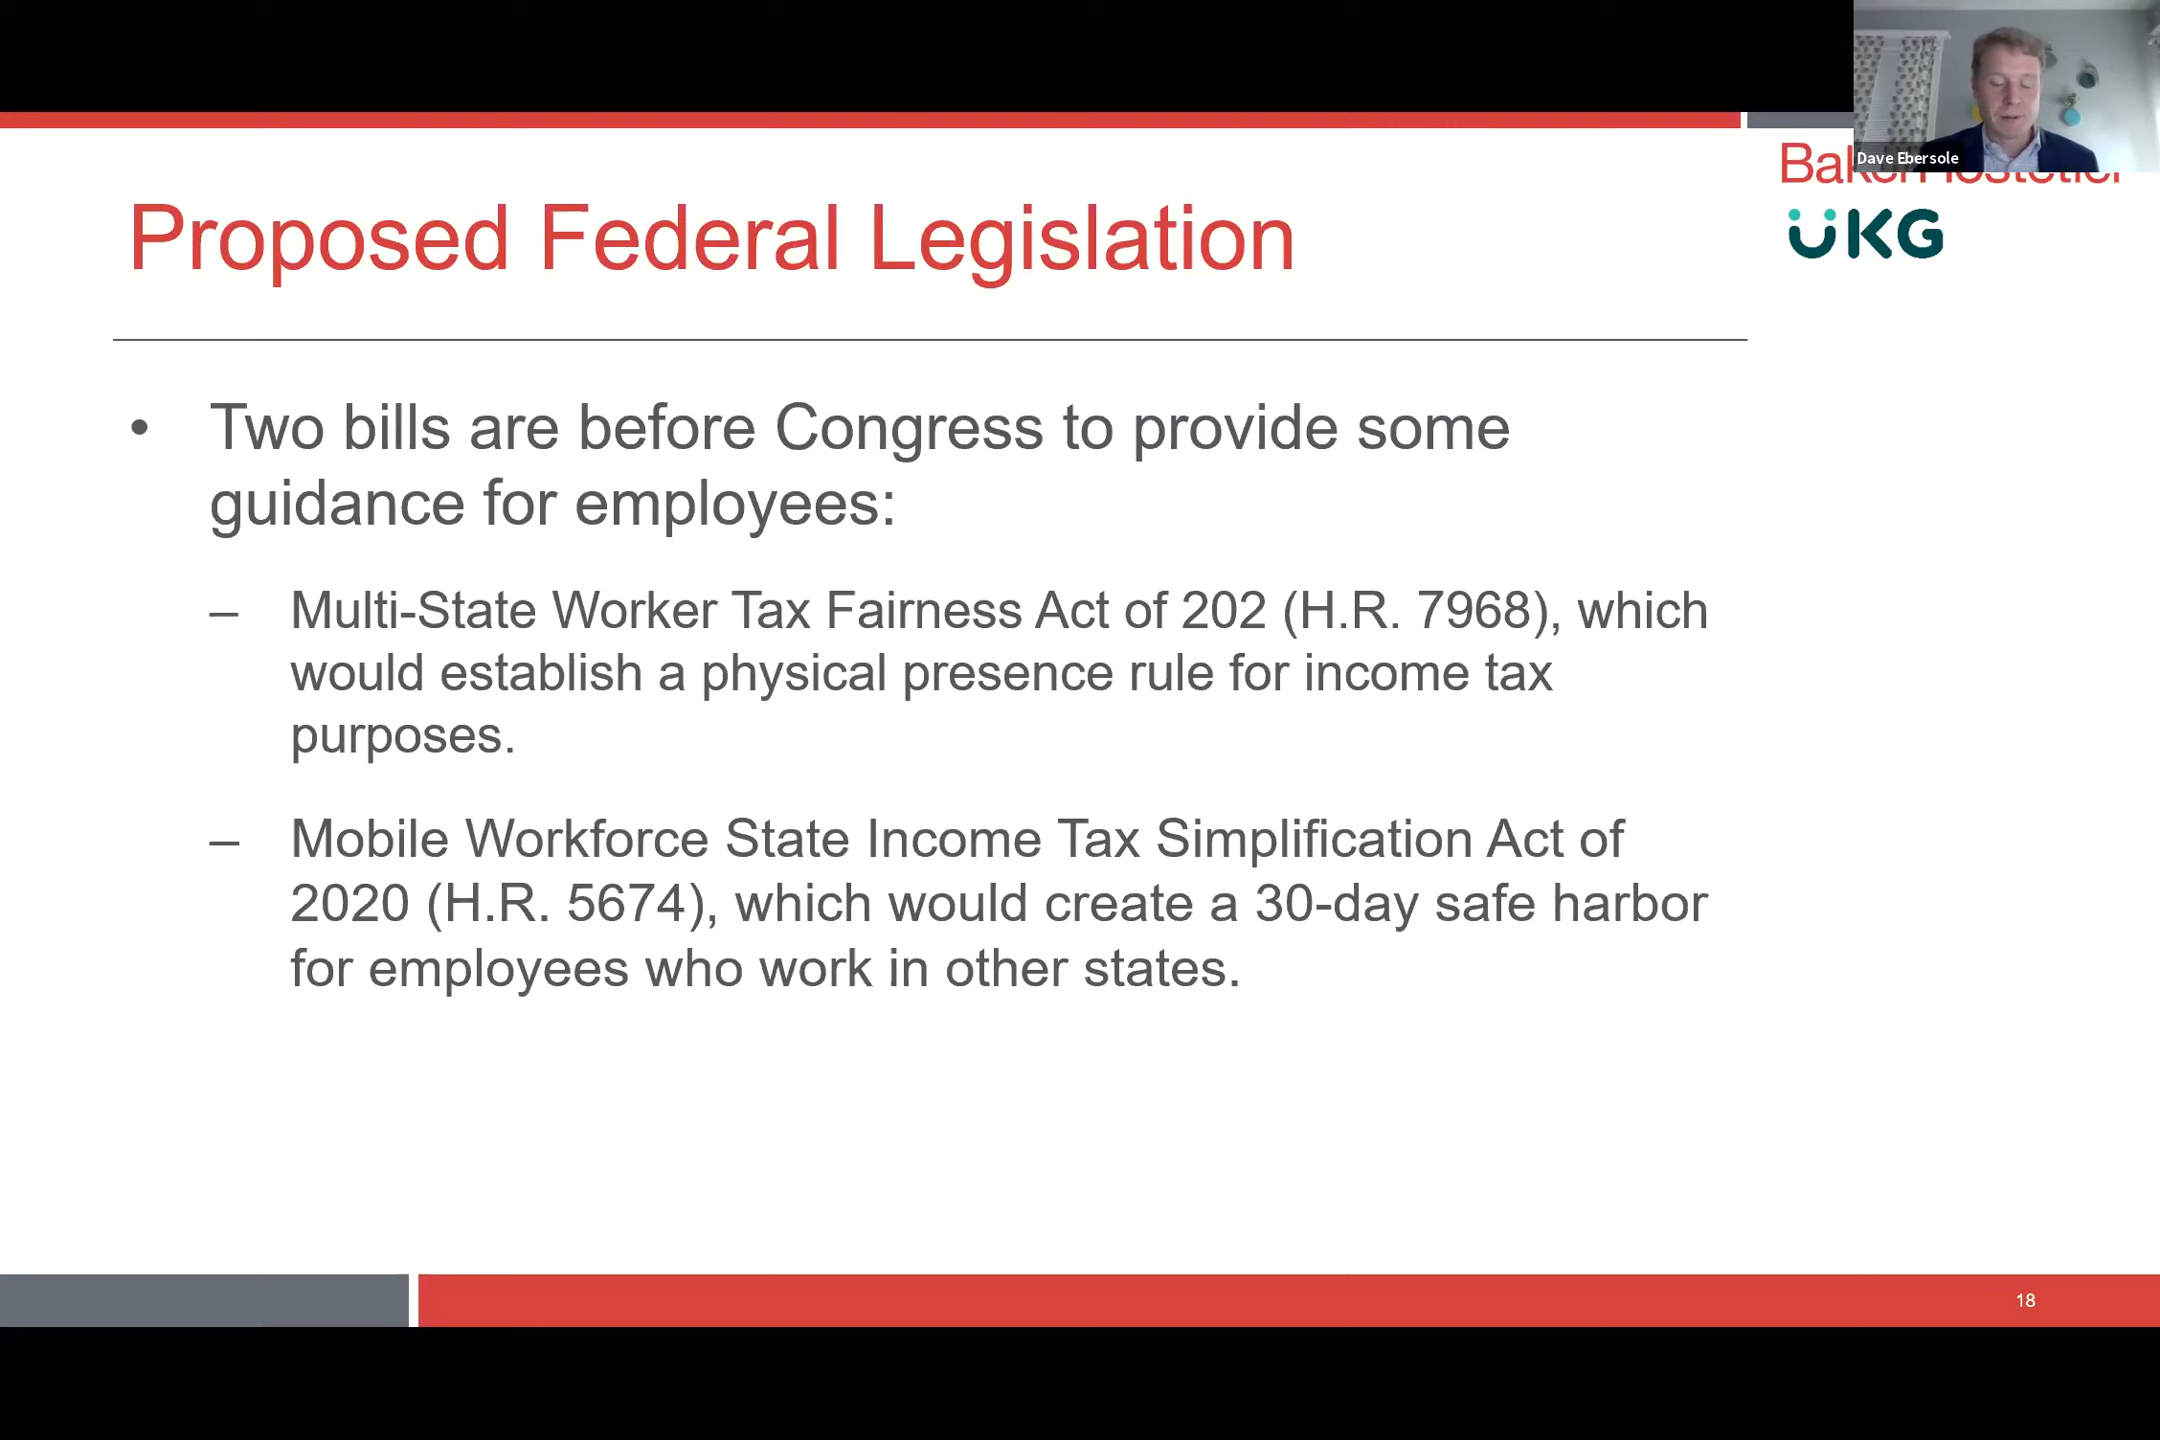 Dave Ebersole
UKG
Proposed Federal Legislation
• Two bills are before Congress to provide some
guidance for employees:
– Multi-State Worker Tax Fairness Act of 202 (H.R. 7968), which
would establish a physical presence rule for income tax
purposes.
– Mobile Workforce State Income Tax Simplification Act of
2020 (H.R. 5674), which would create a 30-day safe harbor
for employees who work in other states.
18